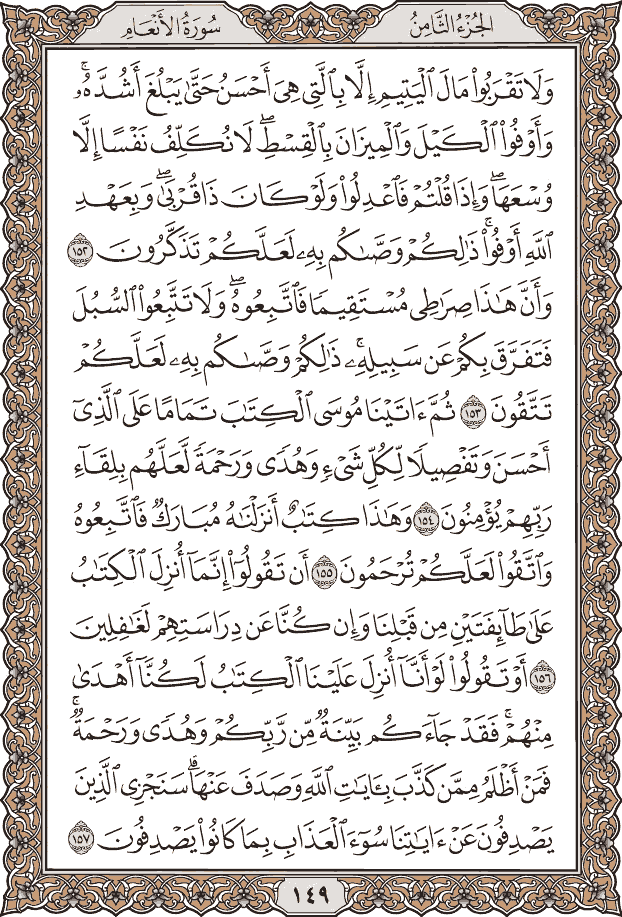 الجُزْءُ الثَّامِنُ
سُورَةُ الأَنْعَامِ
وَلَا تَقْرَبُواْ مَالَ ٱلْيَتِيمِ إِلَّا بِٱلَّتِي هِيَ أَحْسَنُ حَتَّىٰ يَبْلُغَ أَشُدَّهُۥۚ
وَأَوْفُواْ ٱلْكَيْلَ وَٱلْمِيزَانَ بِٱلْقِسْطِۖ لَا نُكَلِّفُ نَفْسًا إِلَّا
وُسْعَهَاۖ وَإِذَا قُلْتُمْ فَٱعْدِلُواْ وَلَوْ كَانَ ذَا قُرْبَىٰۖ وَبِعَهْدِ
ٱللَّهِ أَوْفُواْۚ ذَٰلِكُمْ وَصَّىٰكُم بِهِۦ لَعَلَّكُمْ تَذَكَّرُونَ ١٥٢
وَأَنَّ هَٰذَا صِرَٰطِي مُسْتَقِيمًا فَٱتَّبِعُوهُۖ وَلَا تَتَّبِعُواْ ٱلسُّبُلَ
فَتَفَرَّقَ بِكُمْ عَن سَبِيلِهِۦۚ ذَٰلِكُمْ وَصَّىٰكُم بِهِۦ لَعَلَّكُمْ
تَتَّقُونَ ١٥٣ ثُمَّ ءَاتَيْنَا مُوسَى ٱلْكِتَٰبَ تَمَامًا عَلَى ٱلَّذِيٓ
أَحْسَنَ وَتَفْصِيلًا لِّكُلِّ شَيْءٍ وَهُدًى وَرَحْمَةً لَّعَلَّهُم بِلِقَآءِ
رَبِّهِمْ يُؤْمِنُونَ ١٥٤ وَهَٰذَا كِتَٰبٌ أَنزَلْنَٰهُ مُبَارَكٌ فَٱتَّبِعُوهُ
وَٱتَّقُواْ لَعَلَّكُمْ تُرْحَمُونَ ١٥٥ أَن تَقُولُوٓاْ إِنَّمَآ أُنزِلَ ٱلْكِتَٰبُ
عَلَىٰ طَآئِفَتَيْنِ مِن قَبْلِنَا وَإِن كُنَّا عَن دِرَاسَتِهِمْ لَغَٰفِلِينَ
١٥٦ أَوْ تَقُولُواْ لَوْ أَنَّآ أُنزِلَ عَلَيْنَا ٱلْكِتَٰبُ لَكُنَّآ أَهْدَىٰ
مِنْهُمْۚ فَقَدْ جَآءَكُم بَيِّنَةٌ مِّن رَّبِّكُمْ وَهُدًى وَرَحْمَةٌۚ
فَمَنْ أَظْلَمُ مِمَّن كَذَّبَ بِـَٔايَٰتِ ٱللَّهِ وَصَدَفَ عَنْهَاۗ سَنَجْزِي ٱلَّذِينَ
يَصْدِفُونَ عَنْ ءَايَٰتِنَا سُوٓءَ ٱلْعَذَابِ بِمَا كَانُواْ يَصْدِفُونَ ١٥٧
١٤٩